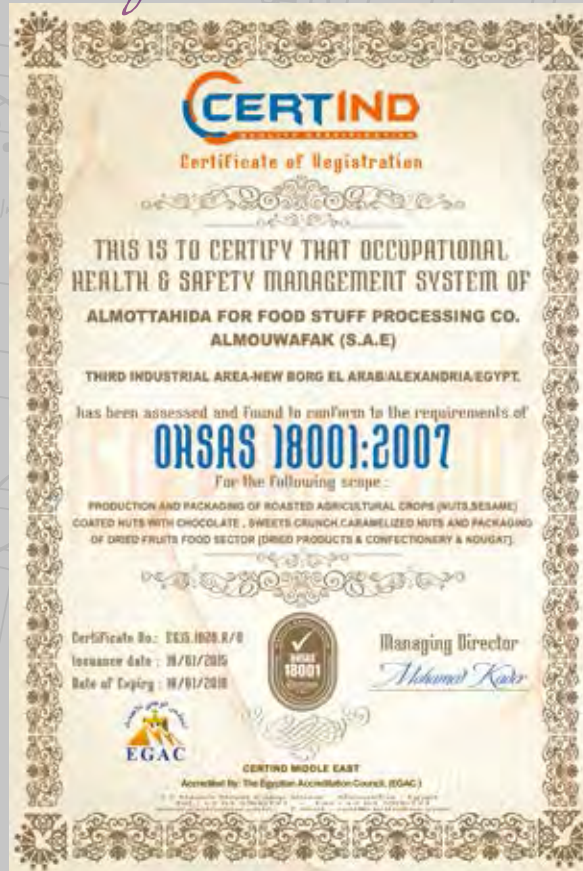 CERTIND
QUALITY CERTIFICATION
Certificate of Registration
THIS IS TO CERTIFY THAT OCCUPATIONAL
HEALTH & SAFETY MANAGEMENT SYSTEM OF
ALMOTTAHIDA FOR FOOD STUFF PROCESSING CO.
ALMOUWAFAK (S.A.E)
THIRD INDUSTRIAL AREA-NEW BORG EL ARAB/ALEXANDRIA/EGYPT.
has been assessed and found to conform to the requirements of
OHSAS 18001:2007
For the following scope :
PRODUCTION AND PACKAGING OF ROASTED AGRICULTURAL CROPS (NUTS,SESAME)
COATED NUTS WITH CHOCOLATE , SWEETS CRUNCH,CARAMELIZED NUTS AND PACKAGING
OF DRIED FRUITS FOOD SECTOR [DRIED PRODUCTS & CONFECTIONERY & NOUGAT].
Certificate No.:
Issuance date :
Date of Expiry :
OHSAS
18001
Managing Director
Mohamed Kader
EGAC
CERTIND MIDDLE EAST
Accredited By: The Egyptian Accreditation Council, (EGAC )